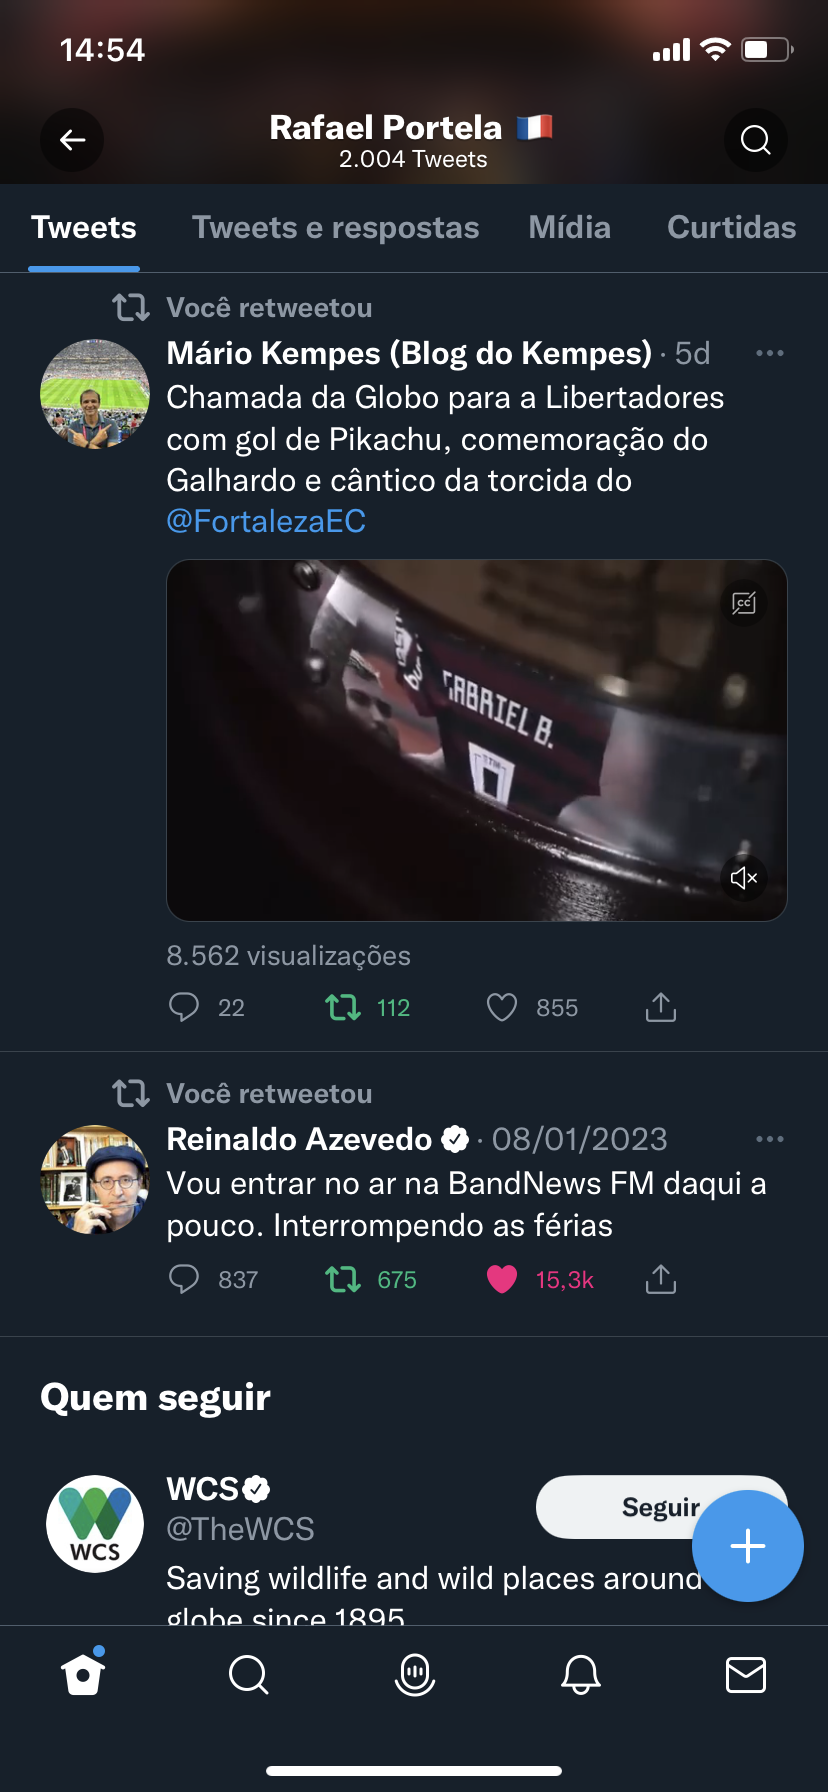 14:54
Rafael Portela 🇫🇷
2.004 Tweets
Tweets
Tweets e respostas
Mídia
Curtidas
Você retweetou
Mário Kempes (Blog do Kempes) · 5d
Chamada da Globo para a Libertadores
com gol de Pikachu, comemoração do
Galhardo e cântico da torcida do
@FortalezaEC
CC
GABRIEL B.
8.562 visualizações
22
112
855
Você retweetou
Reinaldo Azevedo · 08/01/2023
Vou entrar no ar na BandNews FM daqui a
pouco. Interrompendo as férias
837
675
15,3k
Quem seguir
WCS
@TheWCS
Seguir
WCS
Saving wildlife and wild places around
globe since 1895